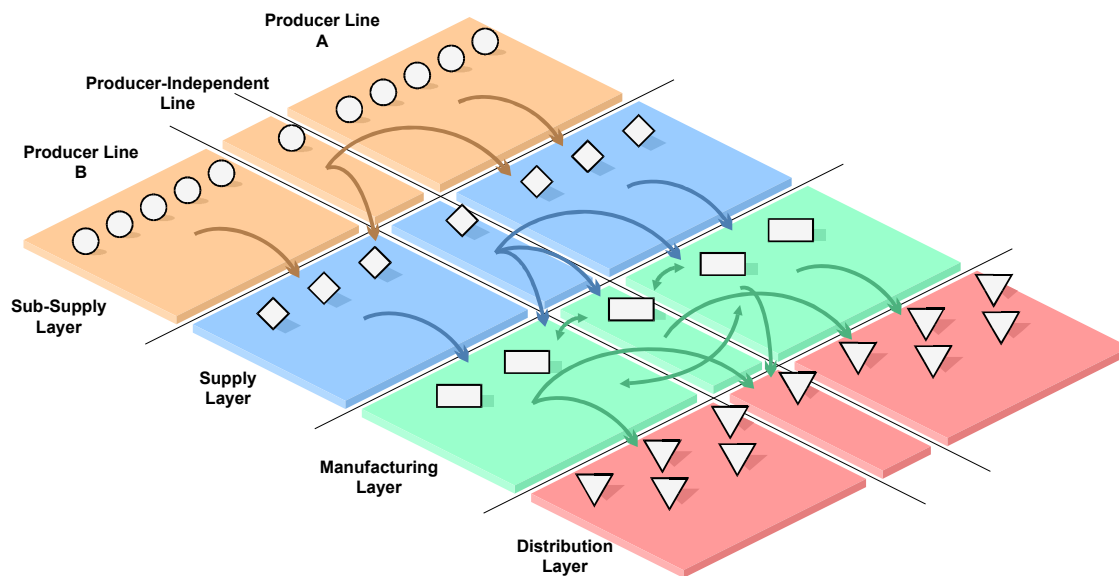 Producer Line
A
Producer-Independent
Line
Producer Line
B
Sub-Supply
Layer
Supply
Layer
Manufacturing
Layer
Distribution
Layer